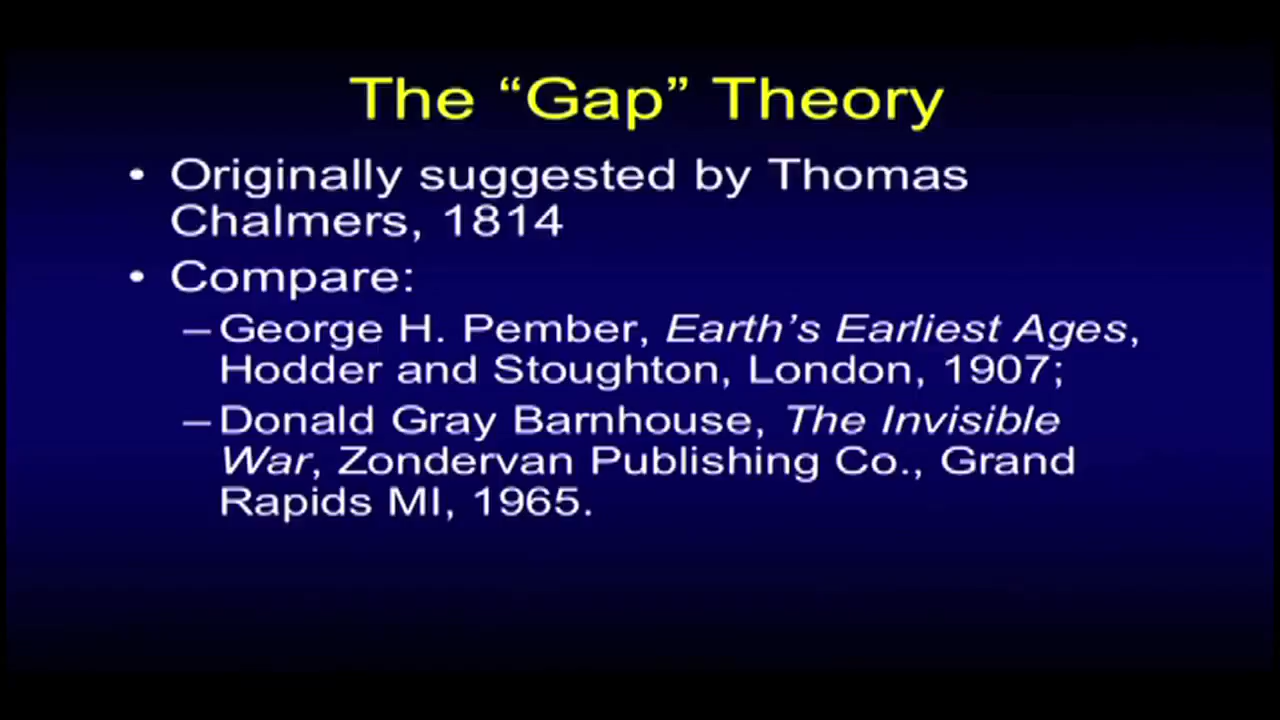 The “Gap” Theory
• Originally suggested by Thomas
Chalmers, 1814
• Compare:
– George H. Pember, Earth’s Earliest Ages,
Hodder and Stoughton, London, 1907;
– Donald Gray Barnhouse, The Invisible
War, Zondervan Publishing Co., Grand
Rapids MI, 1965.